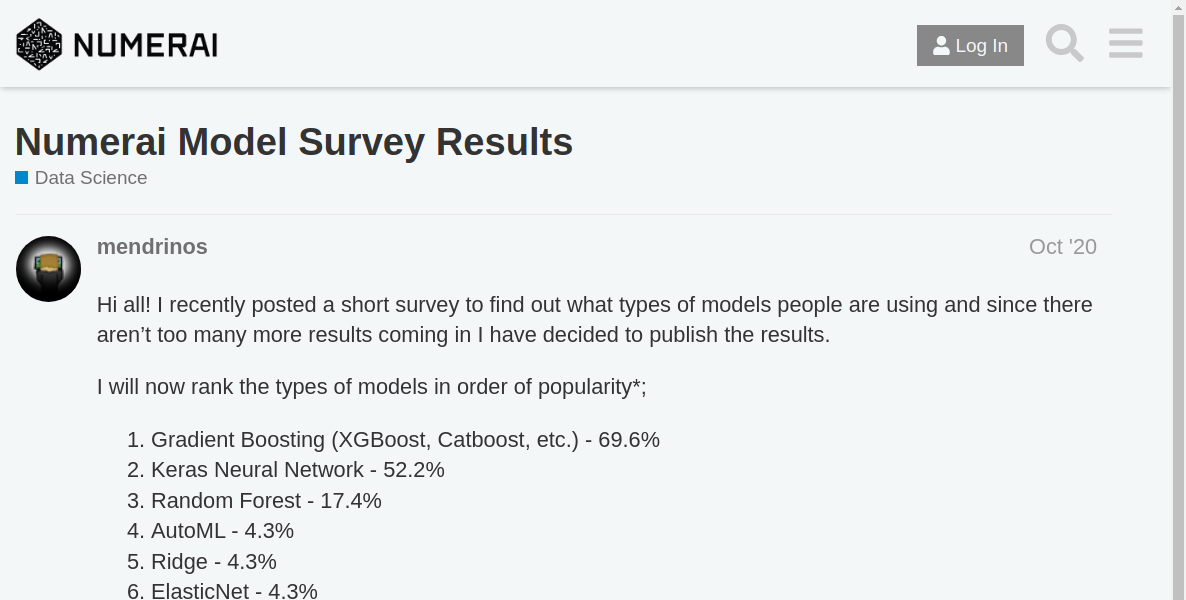 NUMERAI
Log In
Numerai Model Survey Results
Data Science
mendrinos
Oct '20
Hi all! I recently posted a short survey to find out what types of models people are using and since there
aren’t too many more results coming in I have decided to publish the results.
I will now rank the types of models in order of popularity*;
1. Gradient Boosting (XGBoost, Catboost, etc.) - 69.6%
2. Keras Neural Network - 52.2%
3. Random Forest - 17.4%
4. AutoML - 4.3%
5. Ridge - 4.3%
6. ElasticNet - 4.3%